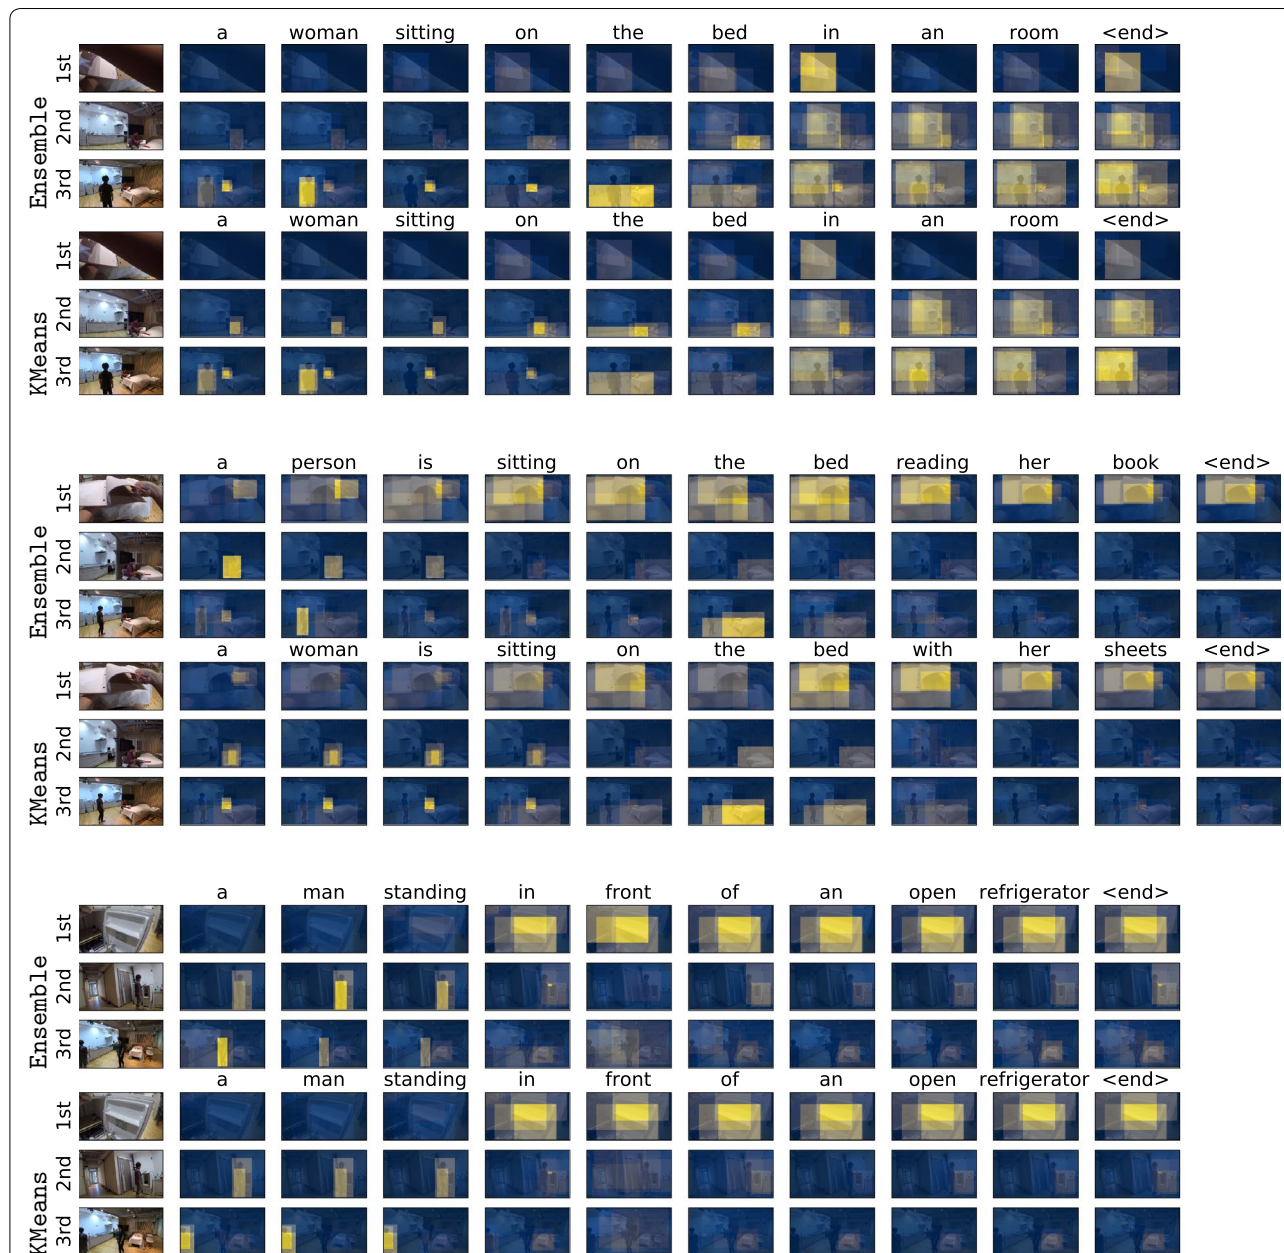 a woman sitting on the bed in an room <end>
Ensemble
1st
2nd
3rd
a woman sitting on the bed in an room <end>
KMeans
1st
2nd
3rd
a person is sitting on the bed reading her book <end>
Ensemble
1st
2nd
3rd
a woman is sitting on the bed with her sheets <end>
KMeans
1st
2nd
3rd
a man standing in front of an open refrigerator <end>
Ensemble
1st
2nd
3rd
a man standing in front of an open refrigerator <end>
KMeans
1st
2nd
3rd